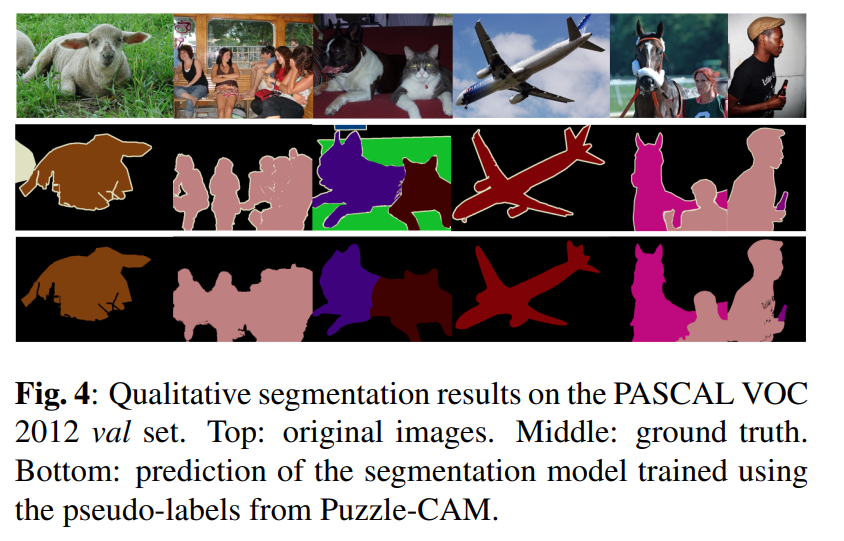 Fig. 4: Qualitative segmentation results on the PASCAL VOC
2012 val set. Top: original images. Middle: ground truth.
Bottom: prediction of the segmentation model trained using
the pseudo-labels from Puzzle-CAM.